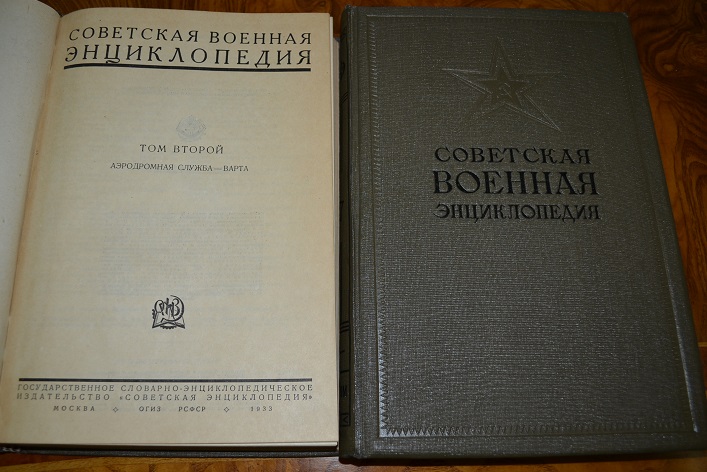 СОВЕТСКАЯ ВОЕННАЯ
ЭНЦИКЛОПЕДИЯ
ТОМ ВТОРОЙ
АЭРОДРОМНАЯ СЛУЖБА—ВАРТА
ГОСУДАРСТВЕННОЕ СЛОВАРНО-ЭНЦИКЛОПЕДИЧЕСКОЕ
ИЗДАТЕЛЬСТВО «СОВЕТСКАЯ ЭНЦИКЛОПЕДИЯ»
МОСКВА ОГИЗ РСФСР 1933
СОВЕТСКАЯ
ВОЕННАЯ
ЭНЦИКЛОПЕДИЯ